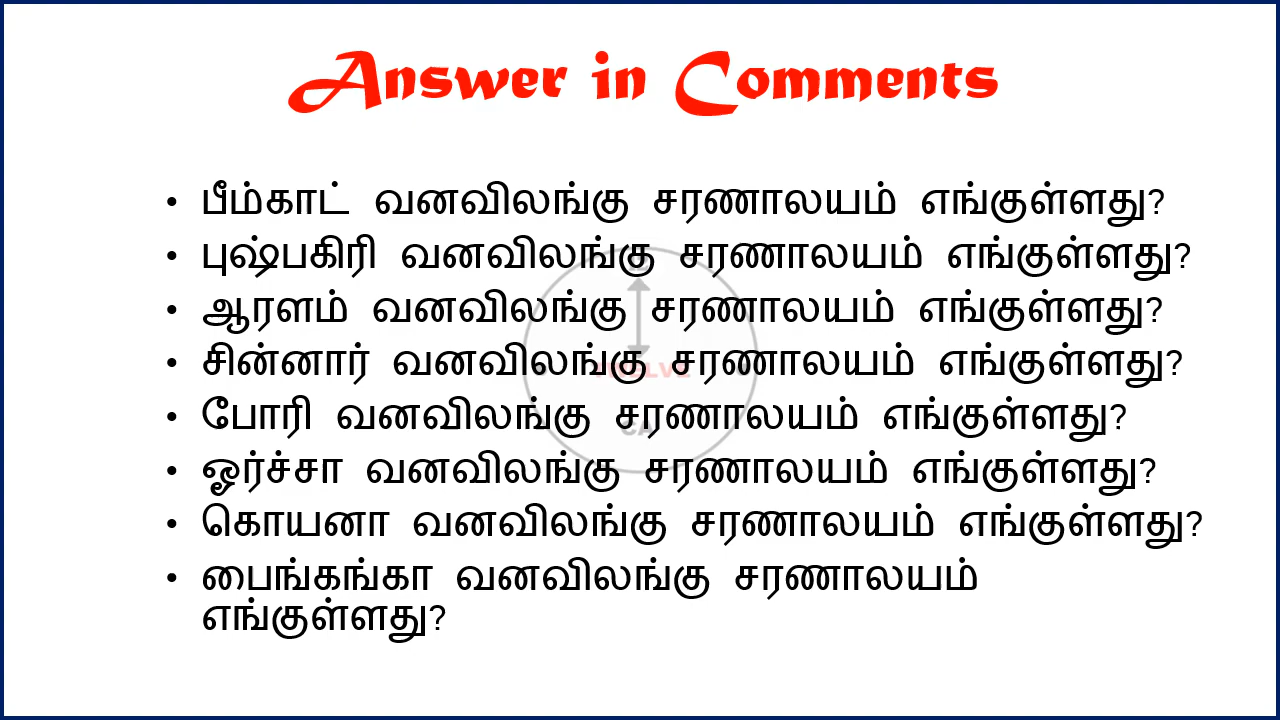 Answer in Comments
• பீம்காட் வனவிலங்கு சரணாலயம் எங்குள்ளது?
• புஷ்பகிரி வனவிலங்கு சரணாலயம் எங்குள்ளது?
• ஆரளம் வனவிலங்கு சரணாலயம் எங்குள்ளது?
• சின்னார் வனவிலங்கு சரணாலயம் எங்குள்ளது?
• போரி வனவிலங்கு சரணாலயம் எங்குள்ளது?
• ஓர்ச்சா வனவிலங்கு சரணாலயம் எங்குள்ளது?
• கொயனா வனவிலங்கு சரணாலயம் எங்குள்ளது?
• பைங்கங்கா வனவிலங்கு சரணாலயம்
எங்குள்ளது?